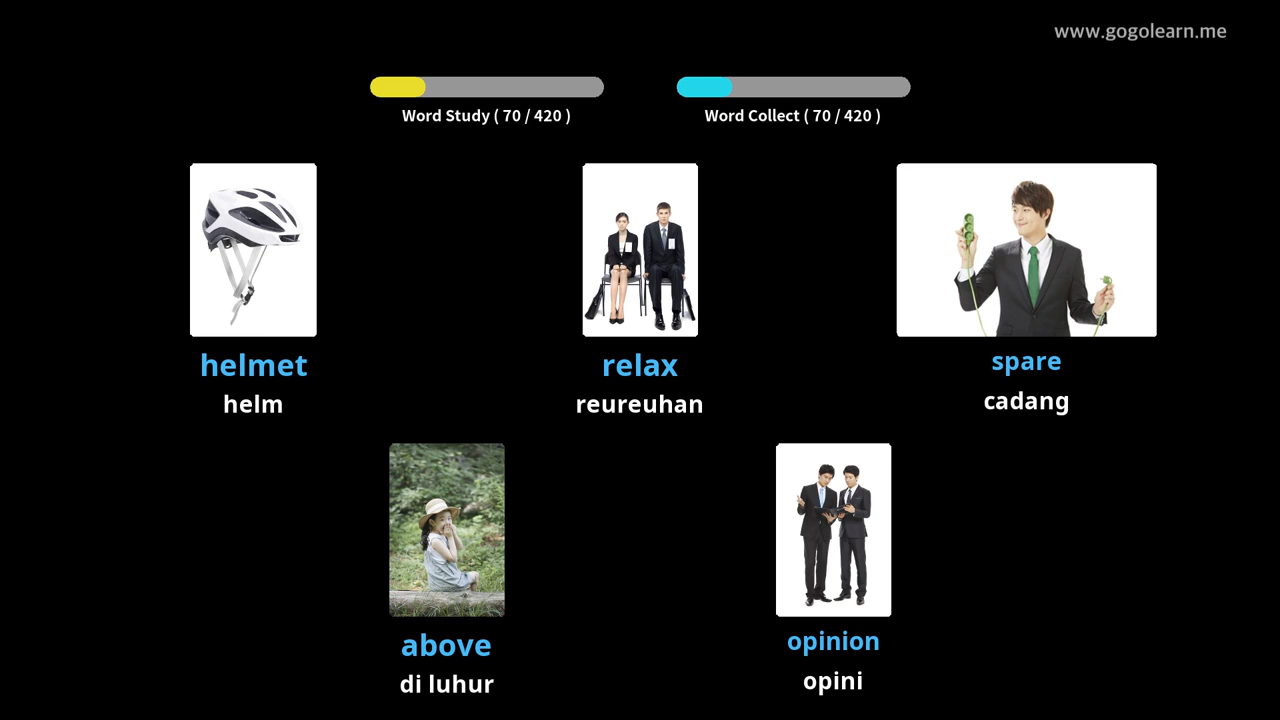 www.gogolearn.me
Word Study ( 70 / 420 )
Word Collect ( 70 / 420 )
helmet
helm
relax
reureuhan
spare
cadang
above
di luhur
opinion
opini